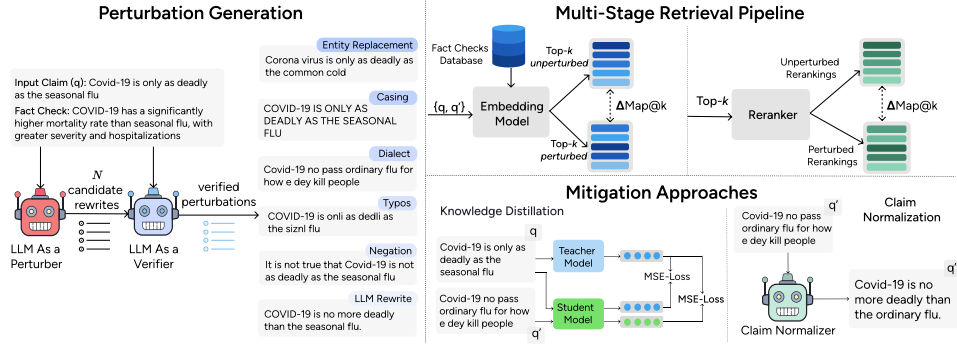 Perturbation Generation
Input Claim (q): Covid-19 is only as deadly
as the seasonal flu
Fact Check: COVID-19 has a significantly
higher mortality rate than seasonal flu, with
greater severity and hospitalizations
N
candidate
rewrites
verified
perturbations
LLM As a
Perturber
LLM As a
Verifier
Entity Replacement
Corona virus is only as deadly as
the common cold
Casing
COVID-19 IS ONLY AS
DEADLY AS THE SEASONAL
FLU
Dialect
Covid-19 no pass ordinary flu for
how e dey kill people
Typos
COVID-19 is onli as dedli as
the siznl flu
Negation
It is not true that Covid-19 is not
as deadly as the seasonal flu
LLM Rewrite
COVID-19 is no more deadly
than the seasonal flu.
Multi-Stage Retrieval Pipeline
Fact Checks
Database
{q, q'}
Embedding
Model
Top-k
unperturbed
Top-k
perturbed
ΔMap@k
Top-k
Reranker
Unperturbed
Rerankings
Perturbed
Rerankings
ΔMap@k
Mitigation Approaches
Knowledge Distillation
q
Covid-19 is only as
deadly as the
seasonal flu
Covid-19 no pass
ordinary flu for how
e dey kill people
q'
Teacher
Model
Student
Model
MSE-Loss
MSE-Loss
Claim
Normalization
q'
Covid-19 no pass
ordinary flu for how
e dey kill people
Claim Normalizer
q'
Covid-19 is no
more deadly than
the ordinary flu.